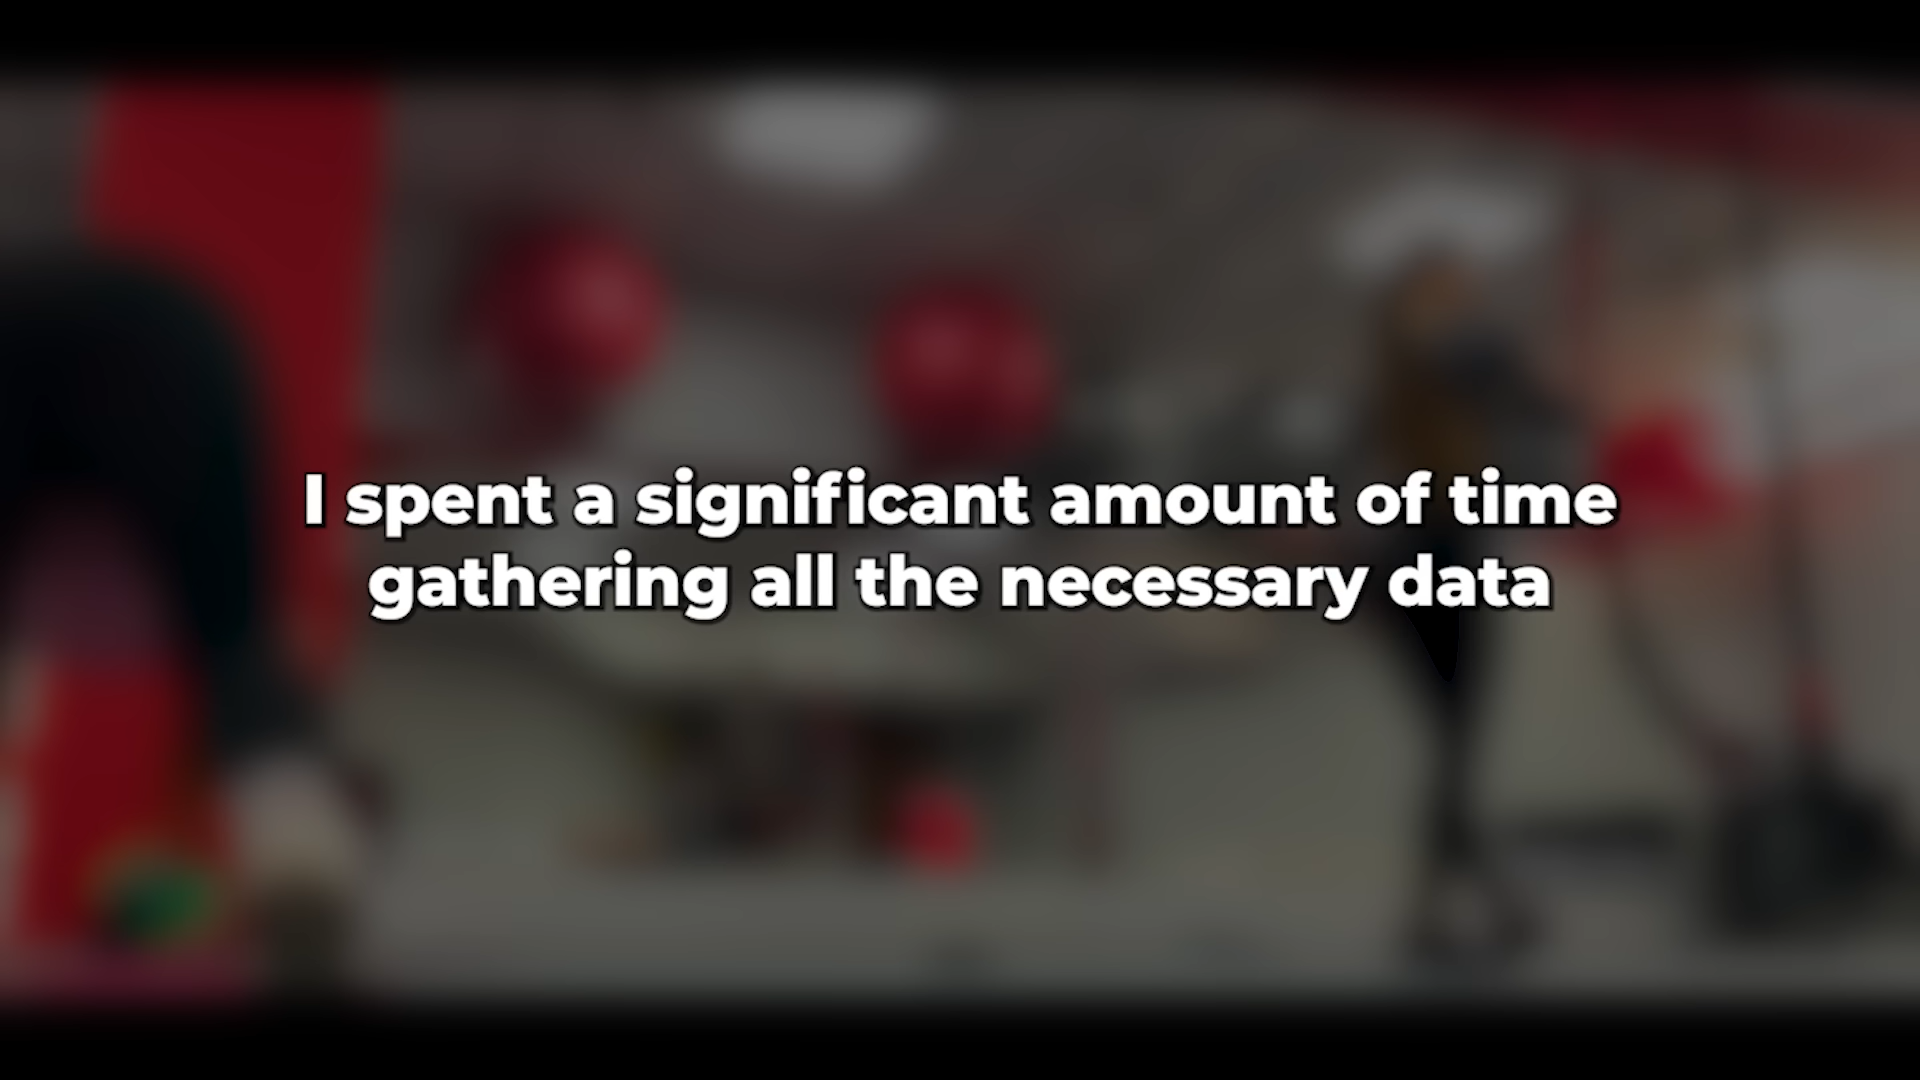 I spent a significant amount of time
gathering all the necessary data